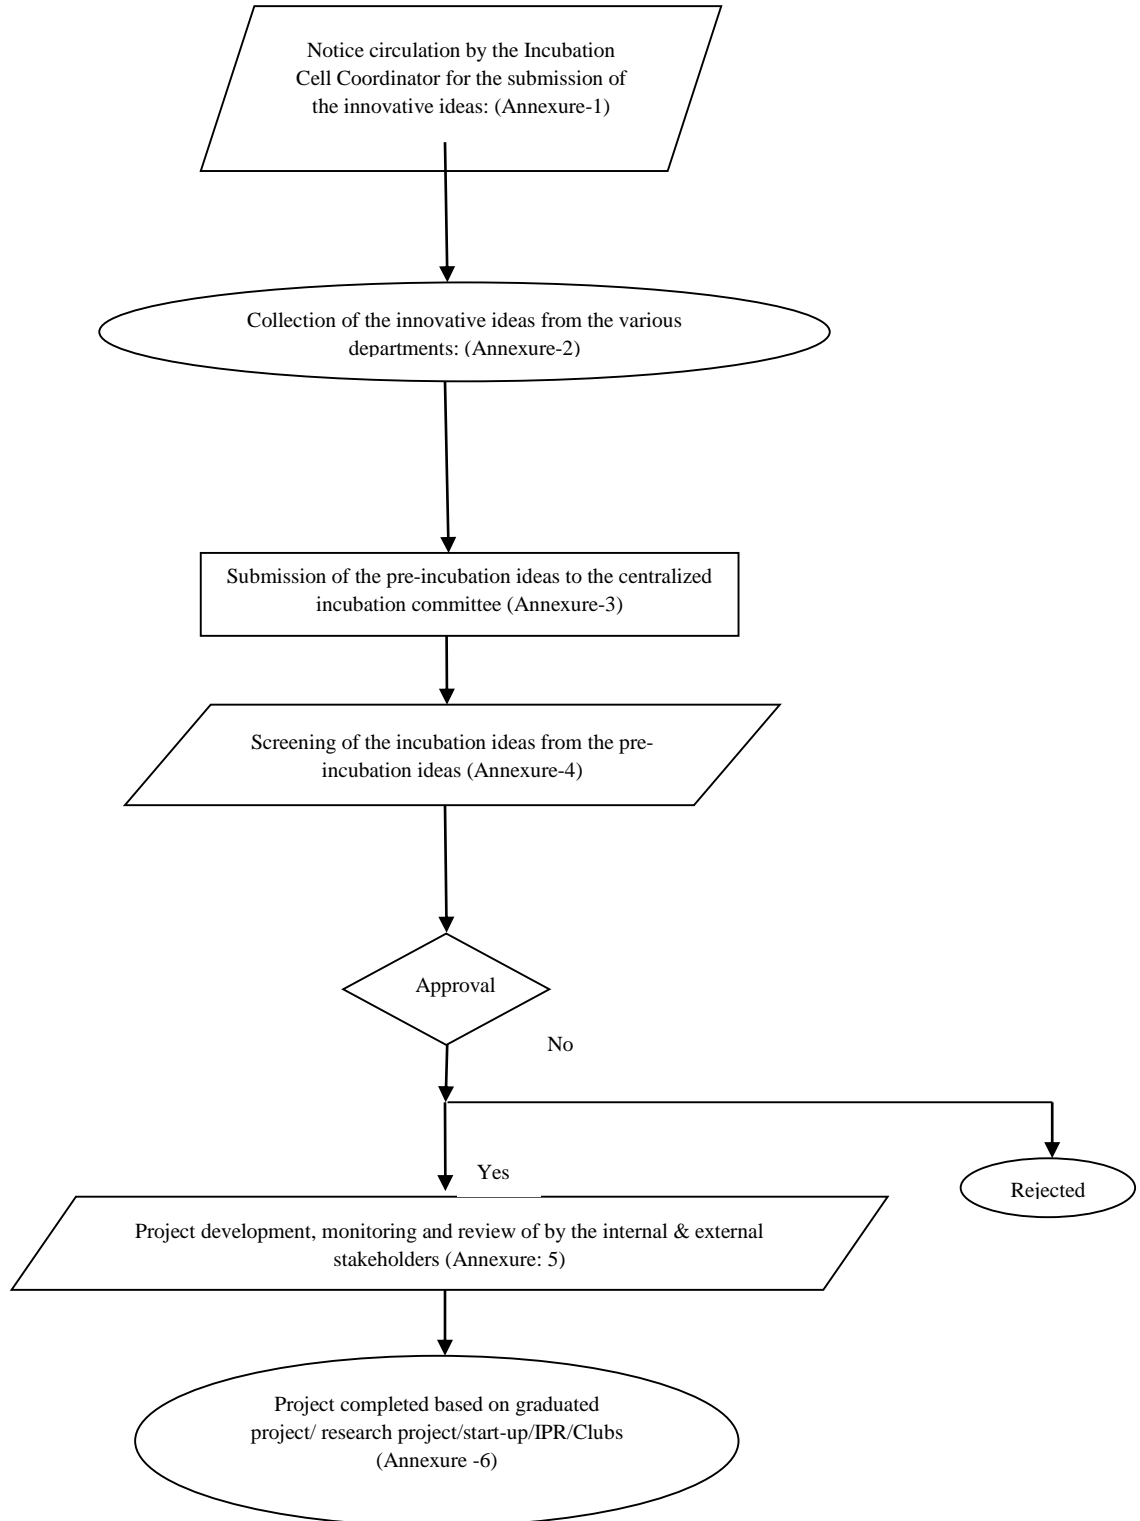 Notice circulation by the Incubation
Cell Coordinator for the submission of
the innovative ideas: (Annexure-1)
Collection of the innovative ideas from the various
departments: (Annexure-2)
Submission of the pre-incubation ideas to the centralized
incubation committee (Annexure-3)
Screening of the incubation ideas from the pre-
incubation ideas (Annexure-4)
Approval
No
Yes
Rejected
Project development, monitoring and review of by the internal & external
stakeholders (Annexure: 5)
Project completed based on graduated
project/ research project/start-up/IPR/Clubs
(Annexure -6)